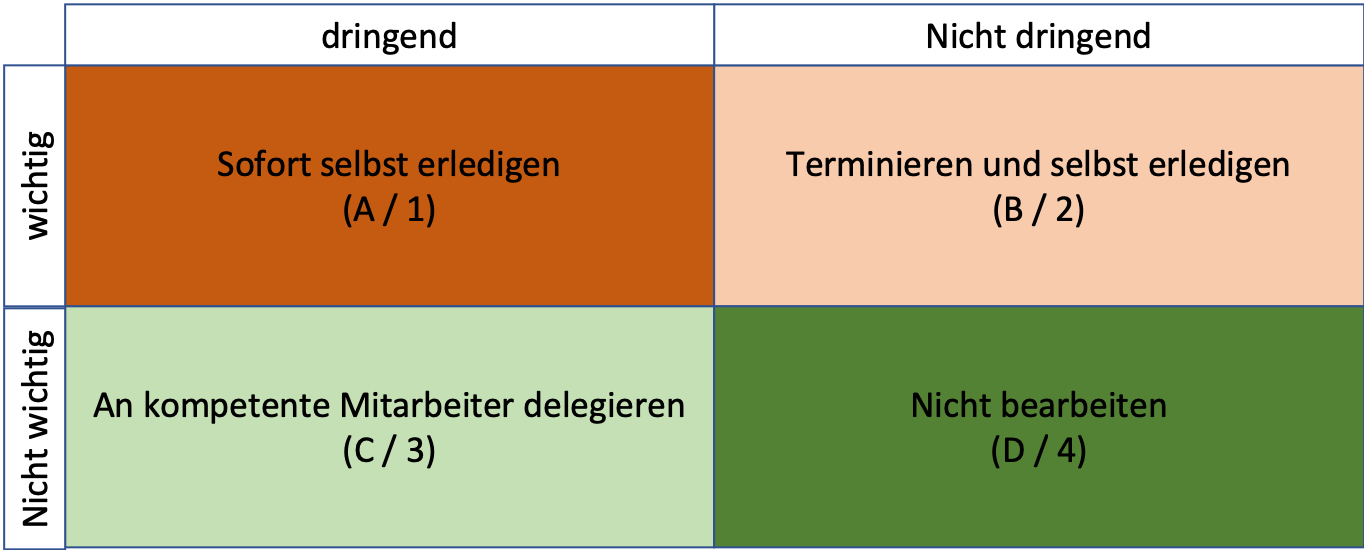 dringend
Nicht dringend
wichtig
Sofort selbst erledigen
(A / 1)
Terminieren und selbst erledigen
(B / 2)
Nicht wichtig
An kompetente Mitarbeiter delegieren
(C / 3)
Nicht bearbeiten
(D / 4)